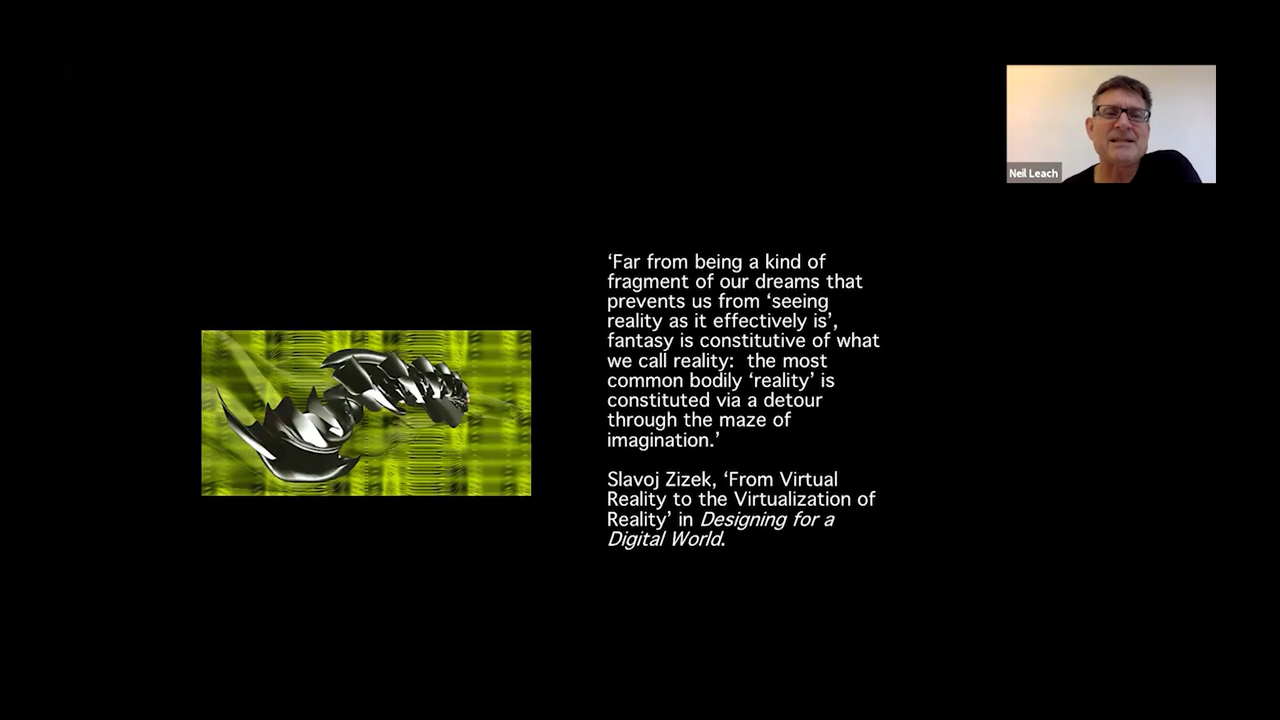 Neil Leach
‘Far from being a kind of
fragment of our dreams that
prevents us from ‘seeing
reality as it effectively is’,
fantasy is constitutive of what
we call reality:  the most
common bodily ‘reality’ is
constituted via a detour
through the maze of
imagination.’
Slavoj Zizek, ‘From Virtual
Reality to the Virtualization of
Reality’ in Designing for a
Digital World.